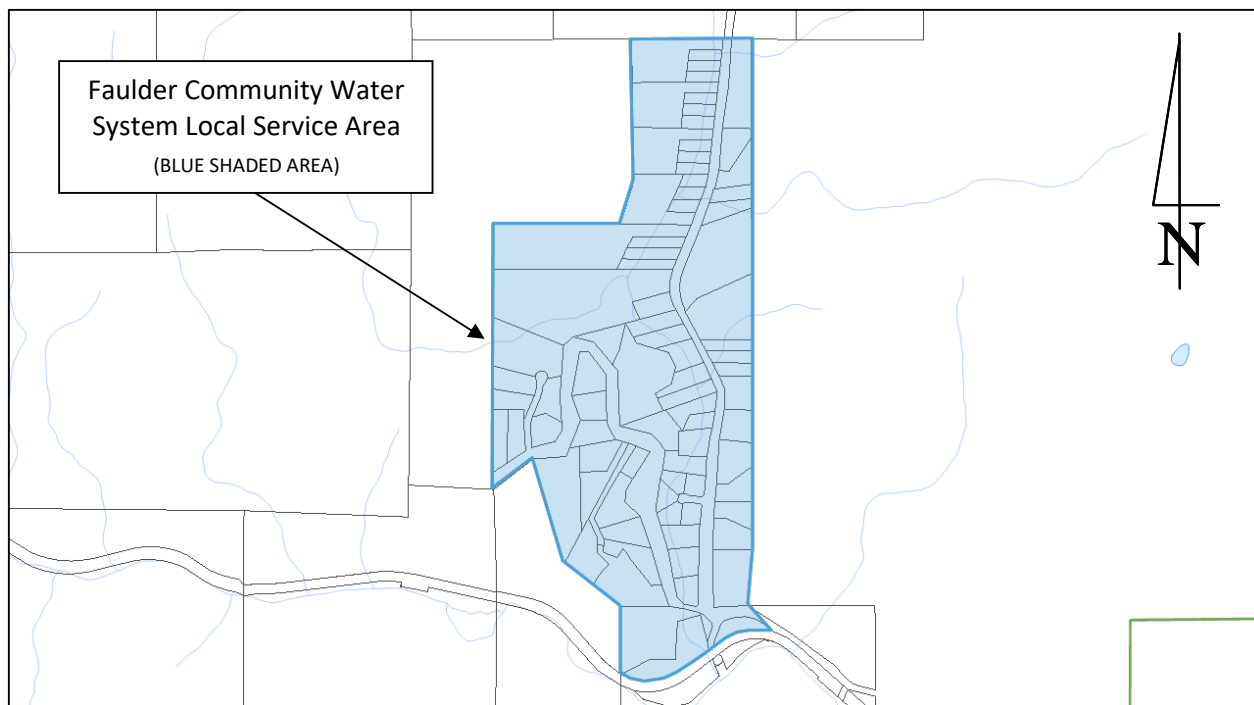 Faulder Community Water
System Local Service Area
(BLUE SHADED AREA)
N